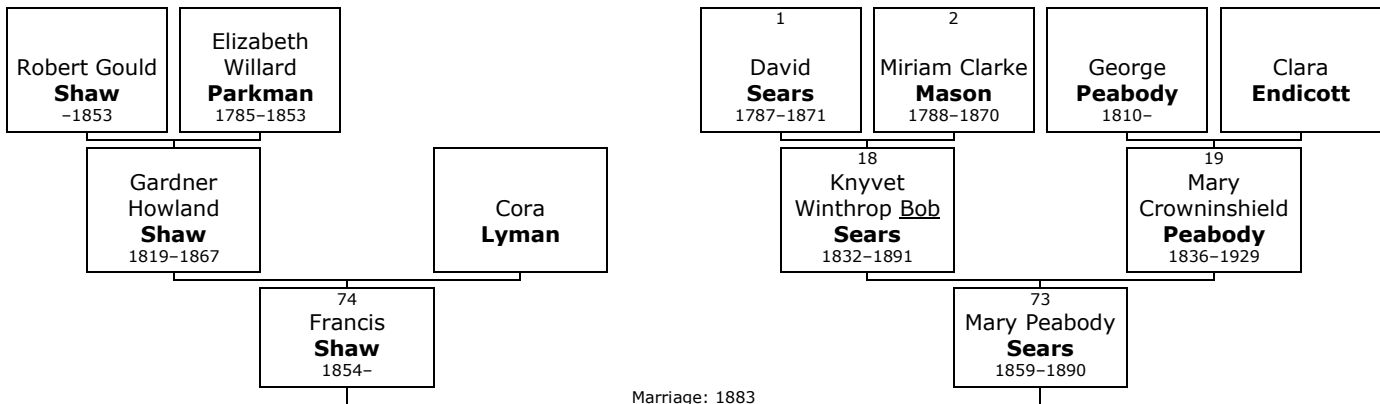 Robert Gould
Shaw
–1853
Elizabeth
Willard
Parkman
1785–1853
1
David
Sears
1787–1871
2
Miriam Clarke
Mason
1788–1870
George
Peabody
1810–
Clara
Endicott
Gardner
Howland
Shaw
1819–1867
Cora
Lyman
18
Knyvet
Winthrop Bob
Sears
1832–1891
19
Mary
Crowninshield
Peabody
1836–1929
74
Francis
Shaw
1854–
73
Mary Peabody
Sears
1859–1890
Marriage: 1883